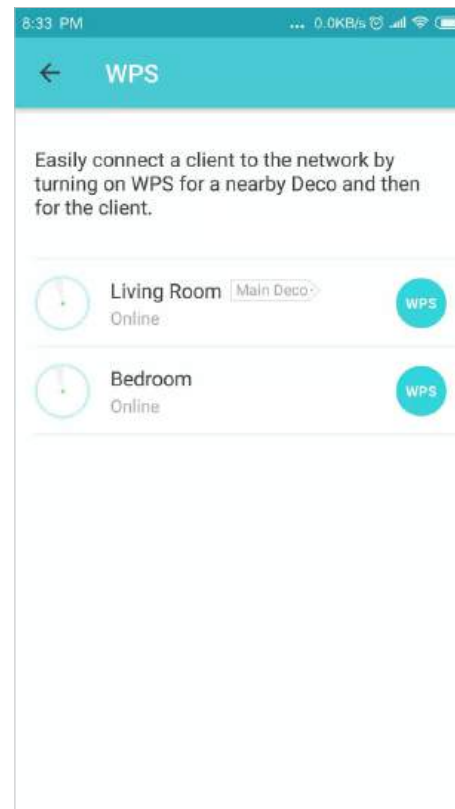 8:33 PM ... 0.0KB/s
WPS
Easily connect a client to the network by
turning on WPS for a nearby Deco and then
for the client.
Living Room Main Deco
Online
WPS
Bedroom
Online
WPS